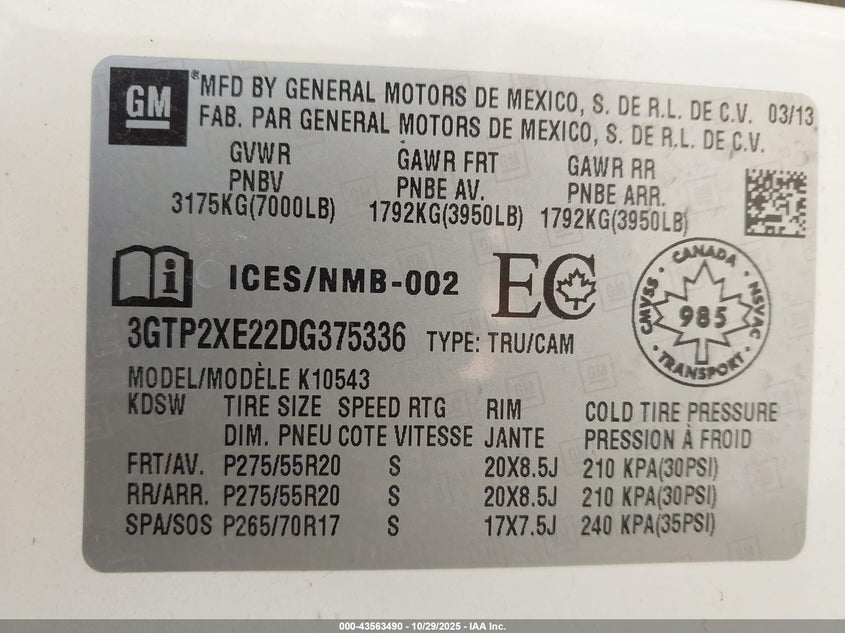 GM ® MFD BY GENERAL MOTORS DE MEXICO, S. DE R.L. DE C.V. 03/13
FAB. PAR GENERAL MOTORS DE MEXICO, S. DE R.L. DE C.V.
GVWR GAWR FRT GAWR RR
PNBV PNBE AV. PNBE ARR.
3175KG(7000LB) 1792KG(3950LB) 1792KG(3950LB)
i ICES/NMB-002 EC
CANADA
CMVSS 985 NSVAC
TRANSPORT
3GTP2XE22DG375336 TYPE: TRU/CAM
MODEL/MODÈLE K10543
KDSW TIRE SIZE SPEED RTG RIM COLD TIRE PRESSURE
DIM. PNEU COTE VITESSE JANTE PRESSION À FROID
FRT/AV. P275/55R20 S 20X8.5J 210 KPA(30PSI)
RR/ARR. P275/55R20 S 20X8.5J 210 KPA(30PSI)
SPA/SOS P265/70R17 S 17X7.5J 240 KPA(35PSI)
000-43563490 - 10/29/2025 - IAA Inc.